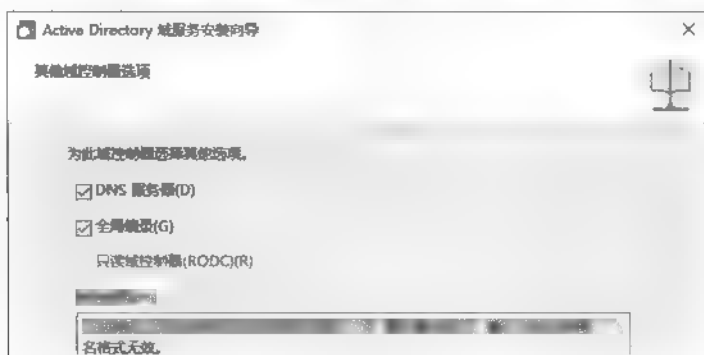 Active Directory 域服务安装向导
其他域控制器选项
为此域控制器选择其他选项。
DNS 服务器(D)
全局编录(G)
只读域控制器(RODC)(R)
名格式无效。